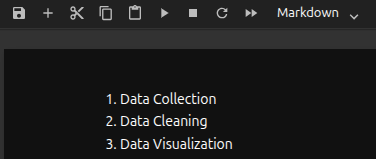 Markdown
1. Data Collection
2. Data Cleaning
3. Data Visualization